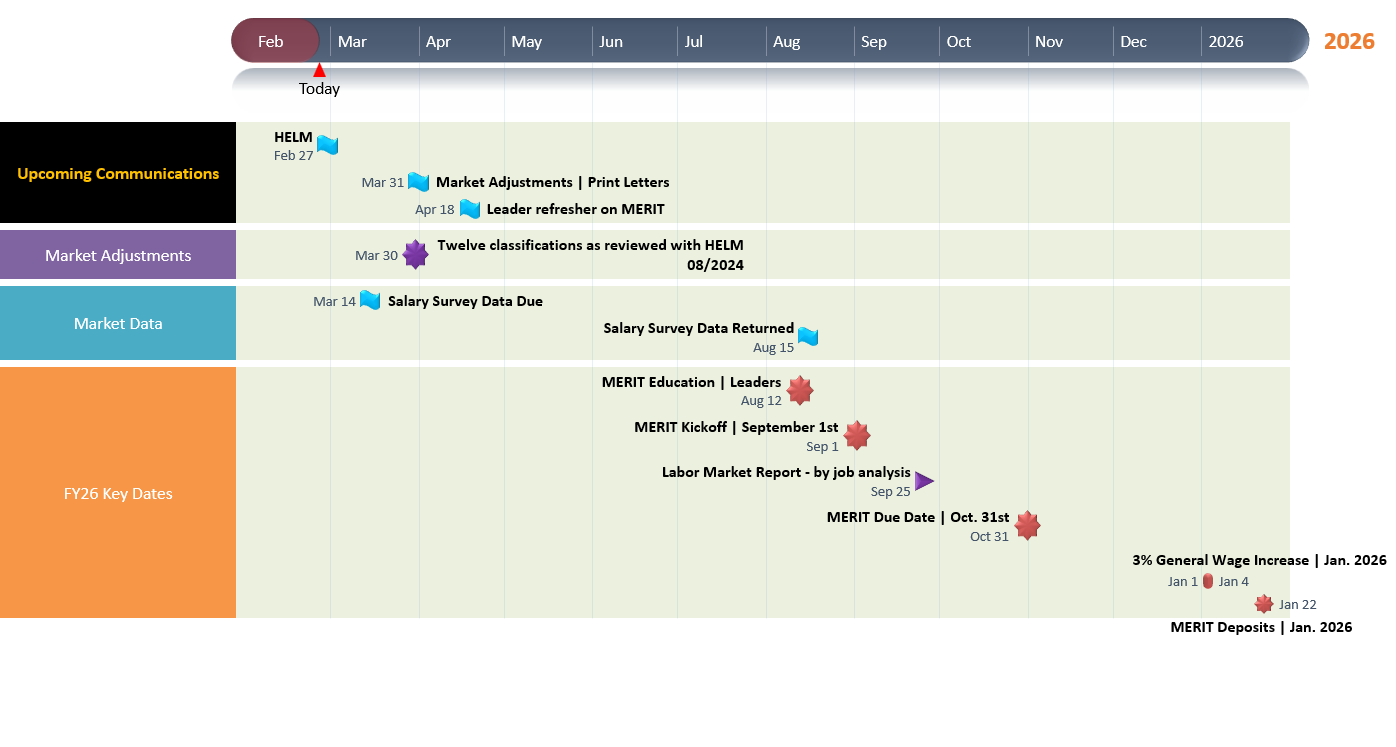 Feb
Mar
Apr
May
Jun
Jul
Aug
Sep
Oct
Nov
Dec
2026
2026
Today
Upcoming Communications
HELM
Feb 27
Mar 31
Market Adjustments | Print Letters
Apr 18
Leader refresher on MERIT
Market Adjustments
Mar 30
Twelve classifications as reviewed with HELM
08/2024
Market Data
Mar 14
Salary Survey Data Due
Salary Survey Data Returned
Aug 15
FY26 Key Dates
MERIT Education | Leaders
Aug 12
MERIT Kickoff | September 1st
Sep 1
Labor Market Report - by job analysis
Sep 25
MERIT Due Date | Oct. 31st
Oct 31
3% General Wage Increase | Jan. 2026
Jan 1
Jan 4
Jan 22
MERIT Deposits | Jan. 2026